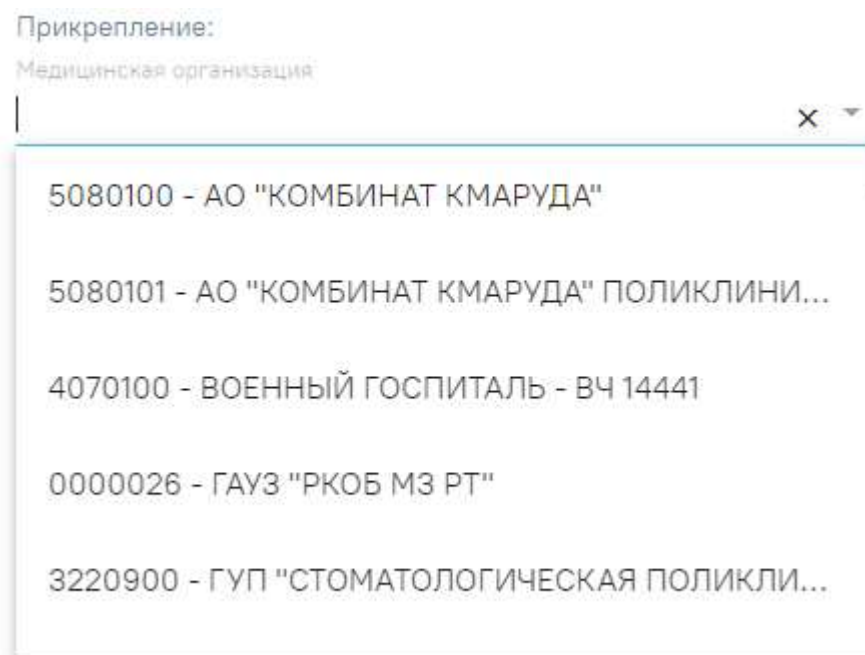 Прикрепление:
Медицинская организация
5080100 - АО "КОМБИНАТ КМАРУДА"
5080101 - АО "КОМБИНАТ КМАРУДА" ПОЛИКЛИНИ...
4070100 - ВОЕННЫЙ ГОСПИТАЛЬ - ВЧ 14441
0000026 - ГАУЗ "РКОБ МЗ РТ"
3220900 - ГУП "СТОМАТОЛОГИЧЕСКАЯ ПОЛИКЛИ...